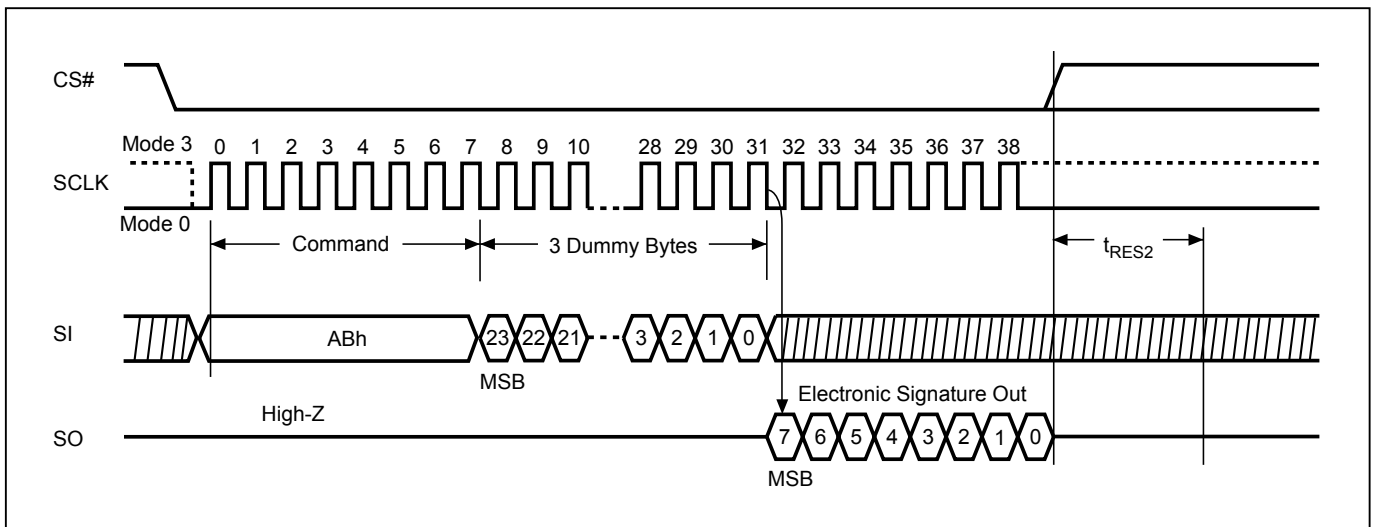 CS#
Mode 3 0 1 2 3 4 5 6 7 8 9 10 28 29 30 31 32 33 34 35 36 37 38
SCLK
Mode 0
Command 3 Dummy Bytes tRES2
SI ABh 23 22 21 3 2 1 0
MSB
Electronic Signature Out
High-Z
SO 7 6 5 4 3 2 1 0
MSB